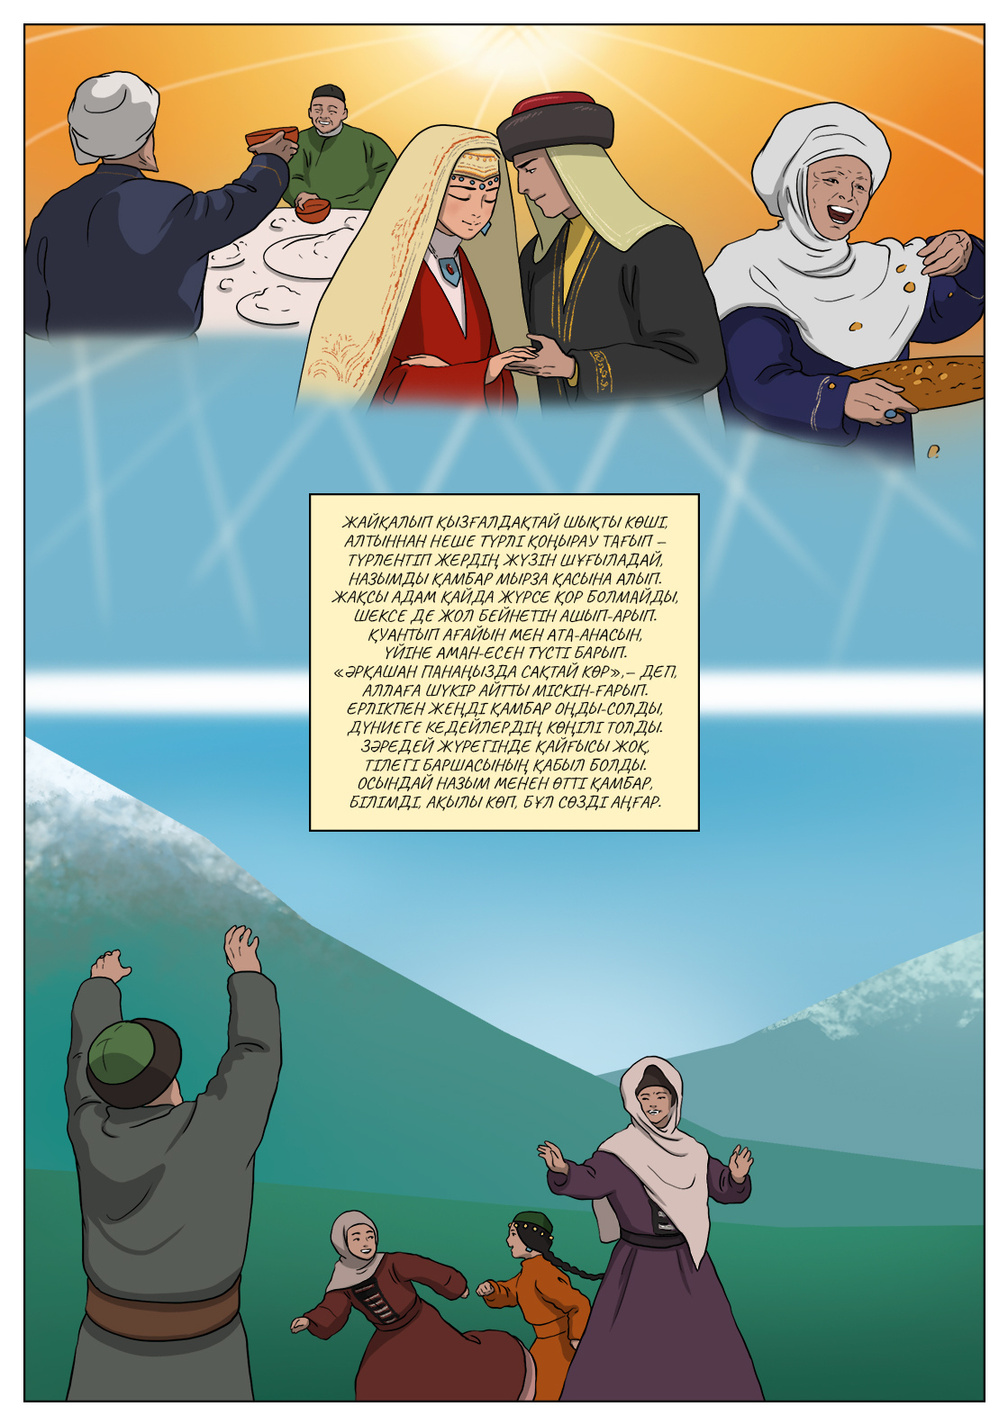 ЖАЙҚАЛЫП ҚЫЗҒАЛДАҚТАЙ ШЫҚТЫ КӨШІ,
АЛТЫННАН НЕШЕ ТҮРЛІ ҚОҢЫРАУ ТАҒЫП –
ТҮРЛЕНТІП ЖЕРДІҢ ЖҮЗІН ШҰҒЫЛАДАЙ,
НАЗЫМДЫ ҚАМБАР МЫРЗА ҚАСЫНА АЛЫП.
ЖАҚСЫ АДАМ ҚАЙДА ЖҮРСЕ ҚОР БОЛМАЙДЫ,
ШЕКСЕ ДЕ ЖОЛ БЕЙНЕТІН АШЫП-АРЫП.
ҚУАНТЫП АҒАЙЫН МЕН АТА-АНАСЫН,
ҮЙІНЕ АМАН-ЕСЕН ТҮСТІ БАРЫП.
«ӘРҚАШАН ПАНАҢЫЗДА САҚТАЙ КӨР»,– ДЕП,
АЛЛАҒА ШҮКІР АЙТТЫ МІСКІН-ҒАРЫП.
ЕРЛІКПЕН ЖЕҢДІ ҚАМБАР ОҢДЫ-СОЛДЫ,
ДҮНИЕГЕ КЕДЕЙЛЕРДІҢ КӨҢІЛІ ТОЛДЫ.
ЗӘРЕДЕЙ ЖҮРЕГІНДЕ ҚАЙҒЫСЫ ЖОҚ,
ТІЛЕГІ БАРШАСЫНЫҢ ҚАБЫЛ БОЛДЫ.
ОСЫНДАЙ НАЗЫМ МЕНЕН ӨТТІ ҚАМБАР,
БІЛІМДІ, АҚЫЛЫ КӨП, БҰЛ СӨЗДІ АҢҒАР.